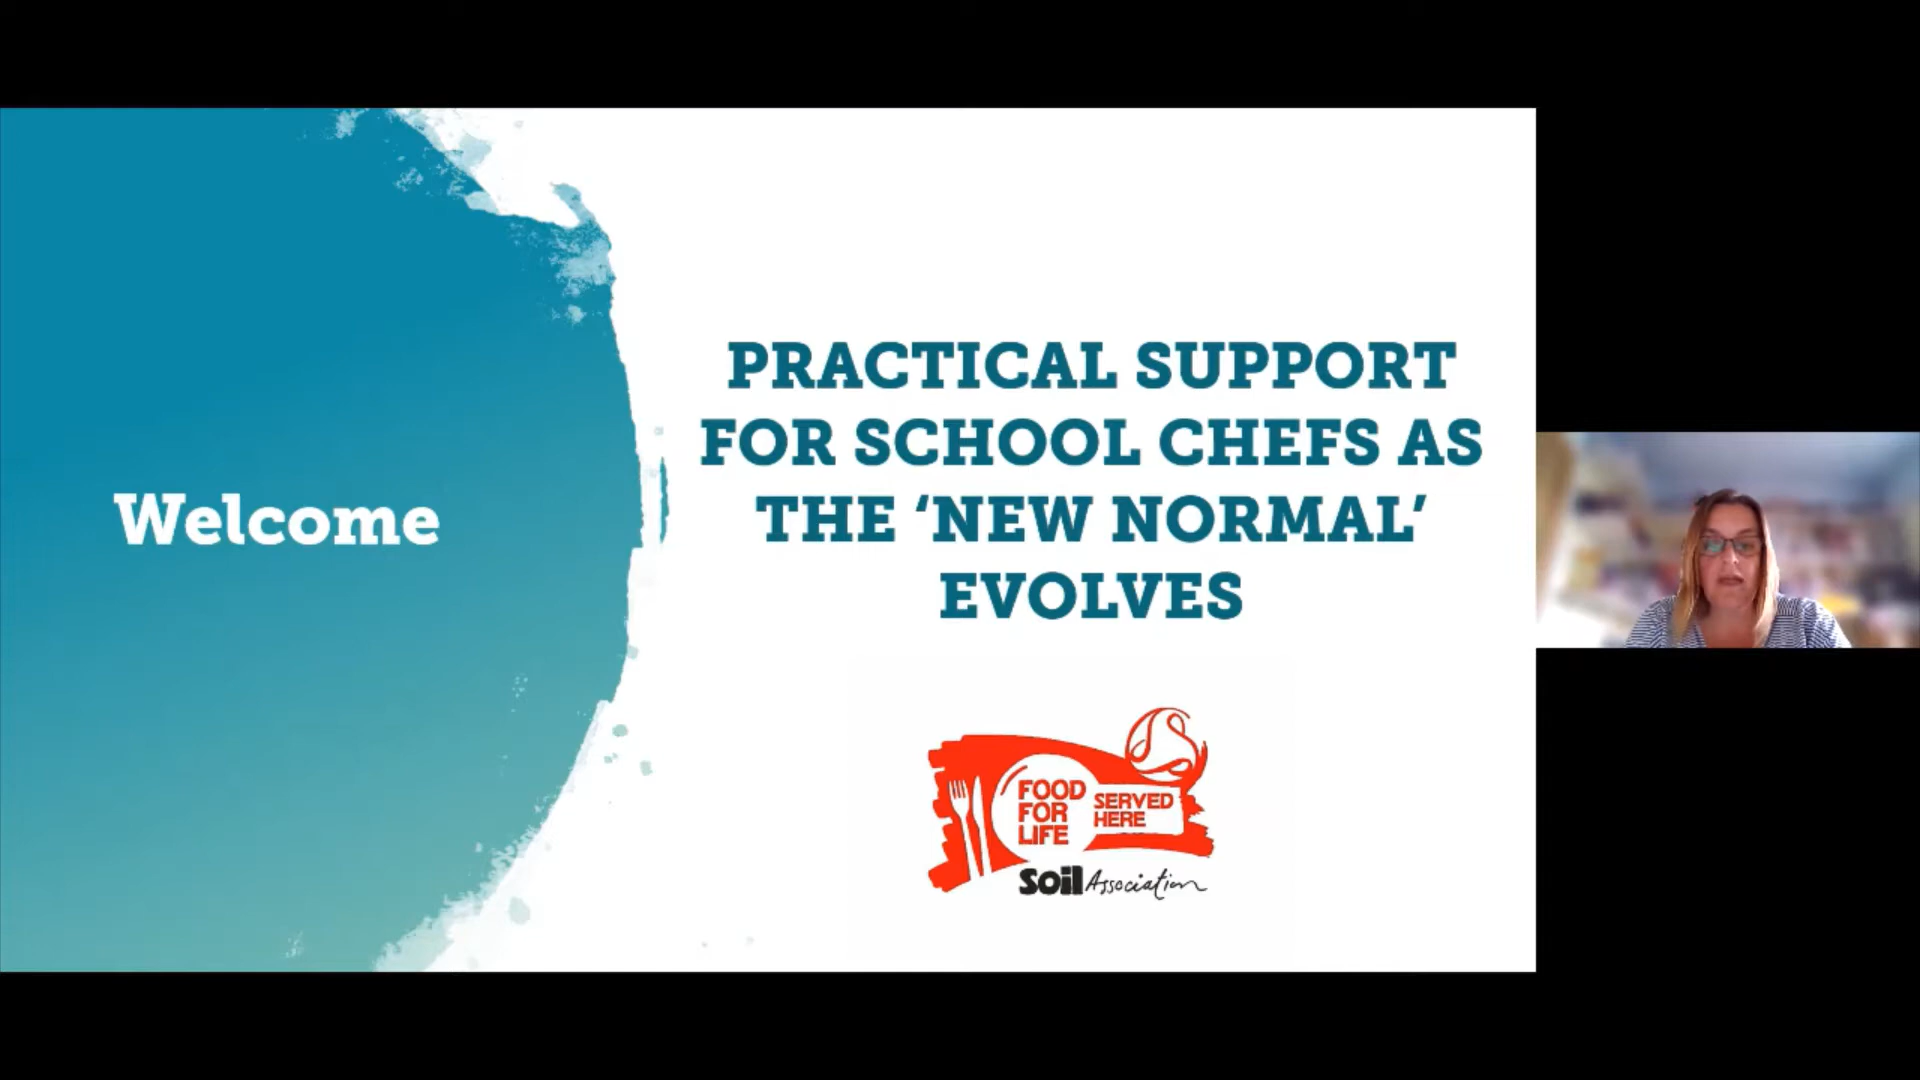 Welcome
PRACTICAL SUPPORT
FOR SCHOOL CHEFS AS
THE ‘NEW NORMAL’
EVOLVES
FOOD
FOR
LIFE
SERVED
HERE
Soil Association